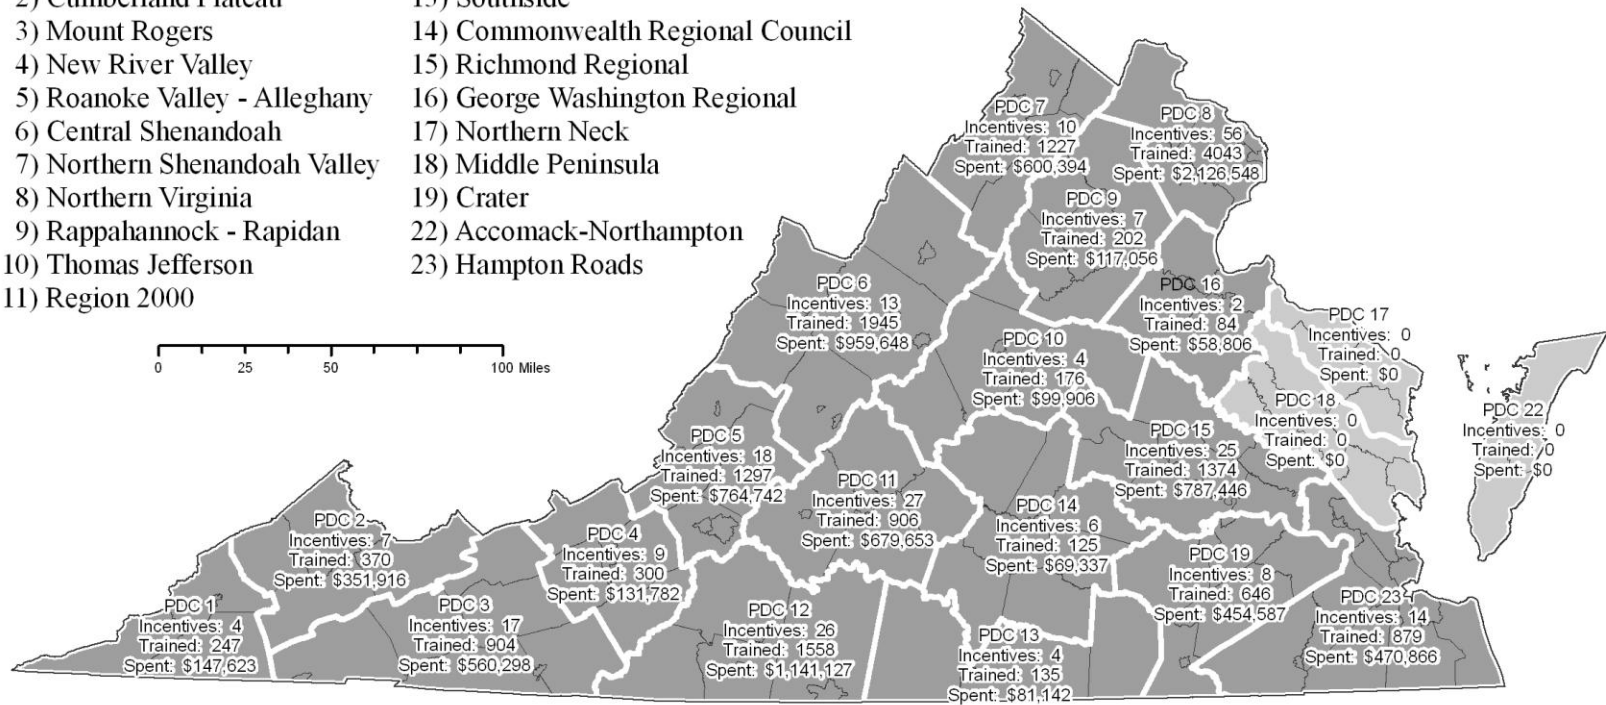 2) Cumberland Plateau
3) Mount Rogers
4) New River Valley
5) Roanoke Valley - Alleghany
6) Central Shenandoah
7) Northern Shenandoah Valley
8) Northern Virginia
9) Rappahannock - Rapidan
10) Thomas Jefferson
11) Region 2000
13) Southside
14) Commonwealth Regional Council
15) Richmond Regional
16) George Washington Regional
17) Northern Neck
18) Middle Peninsula
19) Crater
22) Accomack-Northampton
23) Hampton Roads
0 25 50 100 Miles
PDC 7
Incentives: 10
Trained: 1227
Spent: $600,394
PDC 8
Incentives: 56
Trained: 4043
Spent: $2,126,548
PDC 9
Incentives: 7
Trained: 202
Spent: $117,056
PDC 6
Incentives: 13
Trained: 1945
Spent: $959,648
PDC 16
Incentives: 2
Trained: 84
Spent: $58,806
PDC 17
Incentives: 0
Trained: 0
Spent: $0
PDC 10
Incentives: 4
Trained: 176
Spent: $99,906
PDC 18
Incentives: 0
Trained: 0
Spent: $0
PDC 22
Incentives: 0
Trained: 0
Spent: $0
PDC 5
Incentives: 18
Trained: 1297
Spent: $764,742
PDC 15
Incentives: 25
Trained: 1374
Spent: $787,446
PDC 11
Incentives: 27
Trained: 906
Spent: $679,653
PDC 14
Incentives: 6
Trained: 125
Spent: $69,337
PDC 2
Incentives: 7
Trained: 370
Spent: $351,916
PDC 4
Incentives: 9
Trained: 300
Spent: $131,782
PDC 19
Incentives: 8
Trained: 646
Spent: $454,587
PDC 1
Incentives: 4
Trained: 247
Spent: $147,623
PDC 3
Incentives: 17
Trained: 904
Spent: $560,298
PDC 12
Incentives: 26
Trained: 1558
Spent: $1,141,127
PDC 13
Incentives: 4
Trained: 135
Spent: $81,142
PDC 23
Incentives: 14
Trained: 879
Spent: $470,866